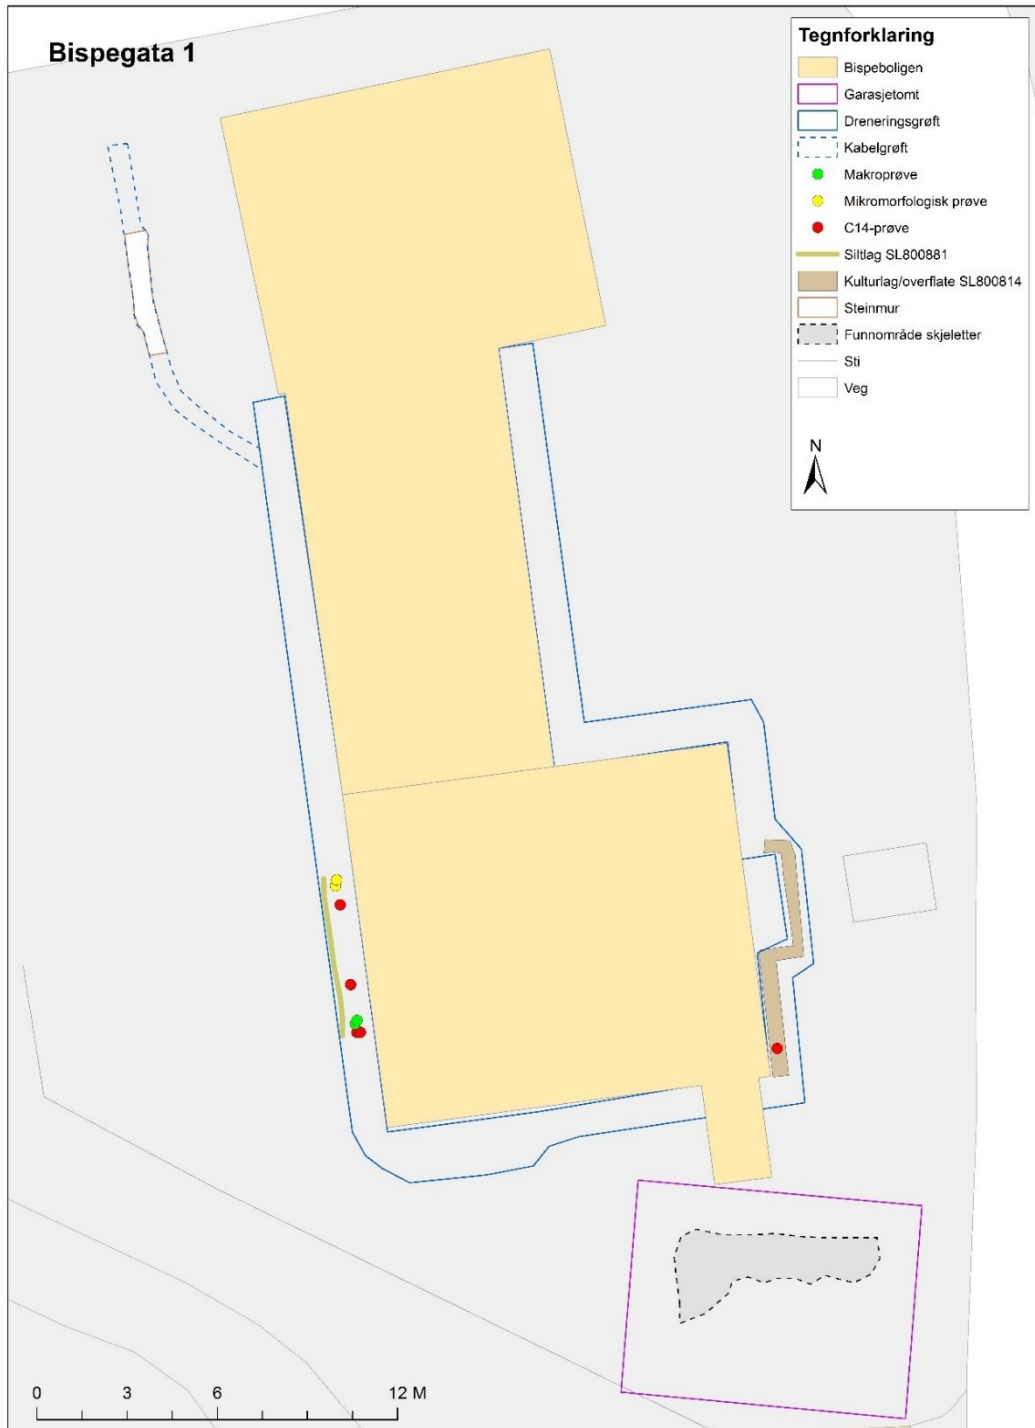 Bispegata 1
Tegnforklaring
Bispeboligen
Garasjetomt
Dreneringsgrøft
Kabelgrøft
Makroprøve
Mikromorfologisk prøve
C14-prøve
Siltlag SL800881
Kulturlag/overflate SL800814
Steinmur
Funnområde skjeletter
Sti
Veg
N
0 3 6 12 M